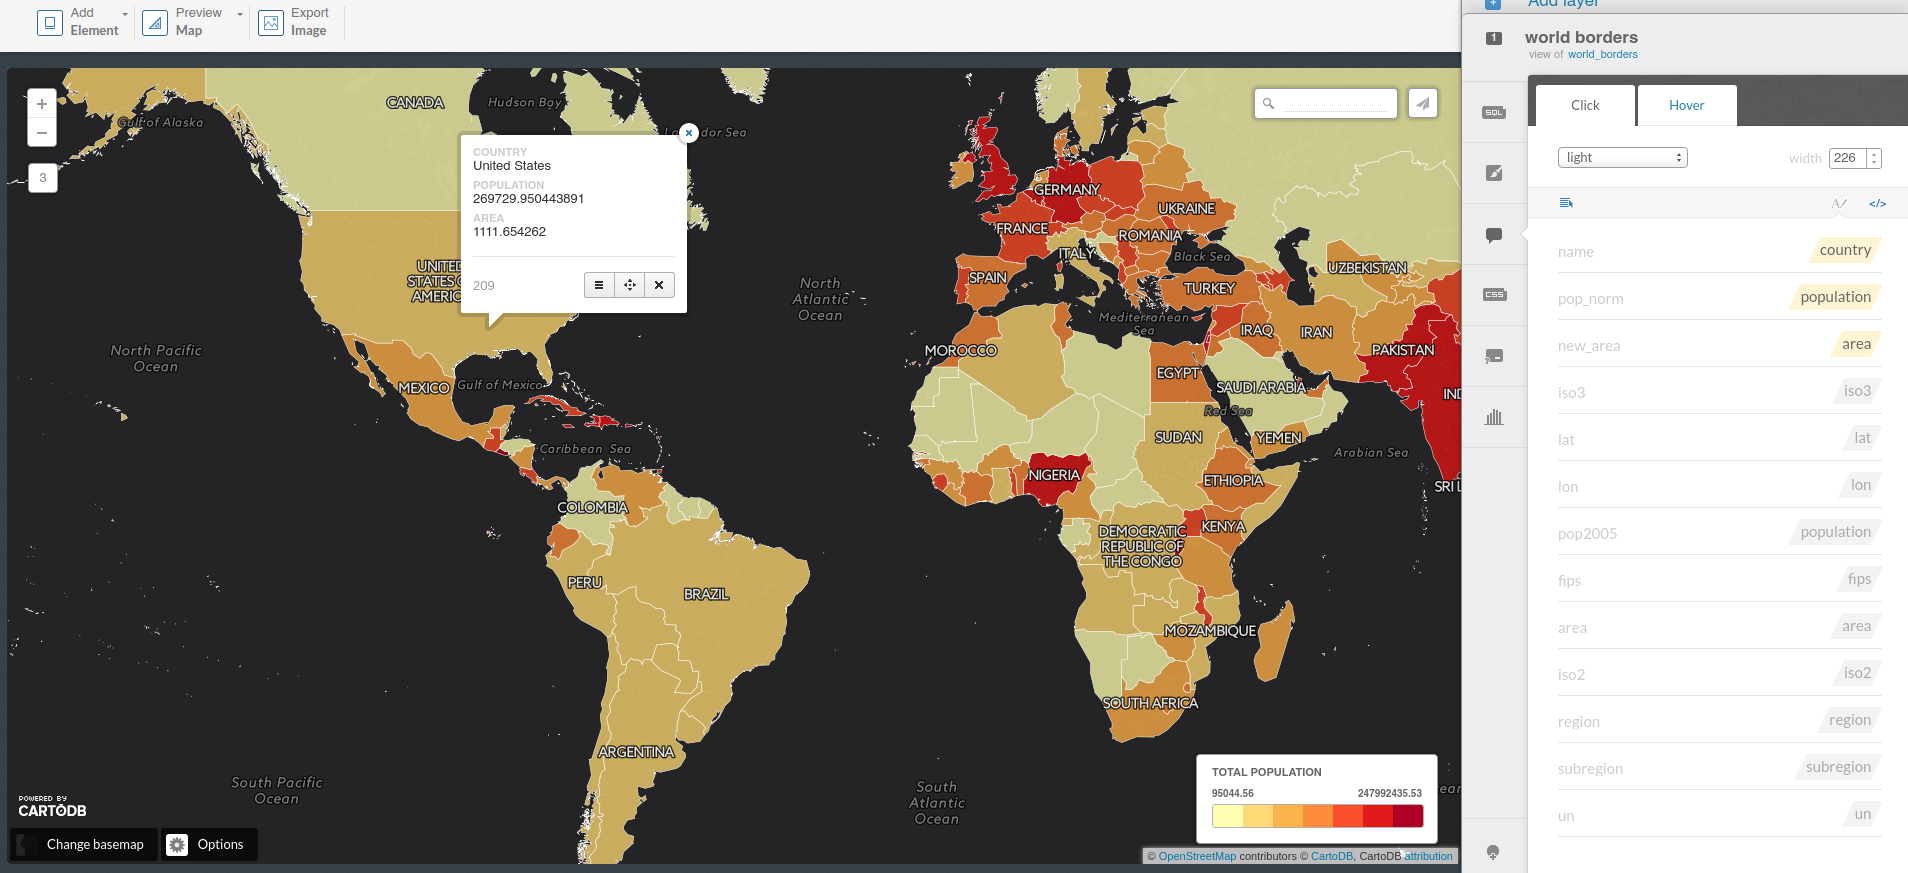 Add
Element
Preview
Map
Export
Image
Add layer
1
world borders
view of world_borders
Click
Hover
light
width
226
SQL
CSS
</>
name
country
pop_norm
population
new_area
area
iso3
iso3
lat
lat
lon
lon
pop2005
population
fips
fips
area
area
iso2
iso2
region
region
subregion
subregion
un
un
+
−
3
COUNTRY
United States
POPULATION
269729.950443891
AREA
1111.654262
209
CANADA
Hudson Bay
Gulf of Alaska
UNITED
North Pacific
Ocean
North
Atlantic
Ocean
MEXICO
Gulf of Mexico
Caribbean Sea
COLOMBIA
PERU
BRAZIL
ARGENTINA
South Pacific
Ocean
South
Atlantic
Ocean
GERMANY
UKRAINE
FRANCE
ROMANIA
ITALY
Black Sea
SPAIN
UZBEKISTAN
TURKEY
Mediterranean
Sea
IRAQ
IRAN
MOROCCO
PAKISTAN
EGYPT
SAUDI ARABIA
Red Sea
SUDAN
YEMEN
Arabian Sea
NIGERIA
ETHIOPIA
KENYA
DEMOCRATIC
REPUBLIC OF
THE CONGO
MOZAMBIQUE
SOUTH AFRICA
TOTAL POPULATION
95044.56
247992435.53
POWERED BY
CARTODB
Change basemap
Options
© OpenStreetMap contributors © CartoDB, CartoDB attribution